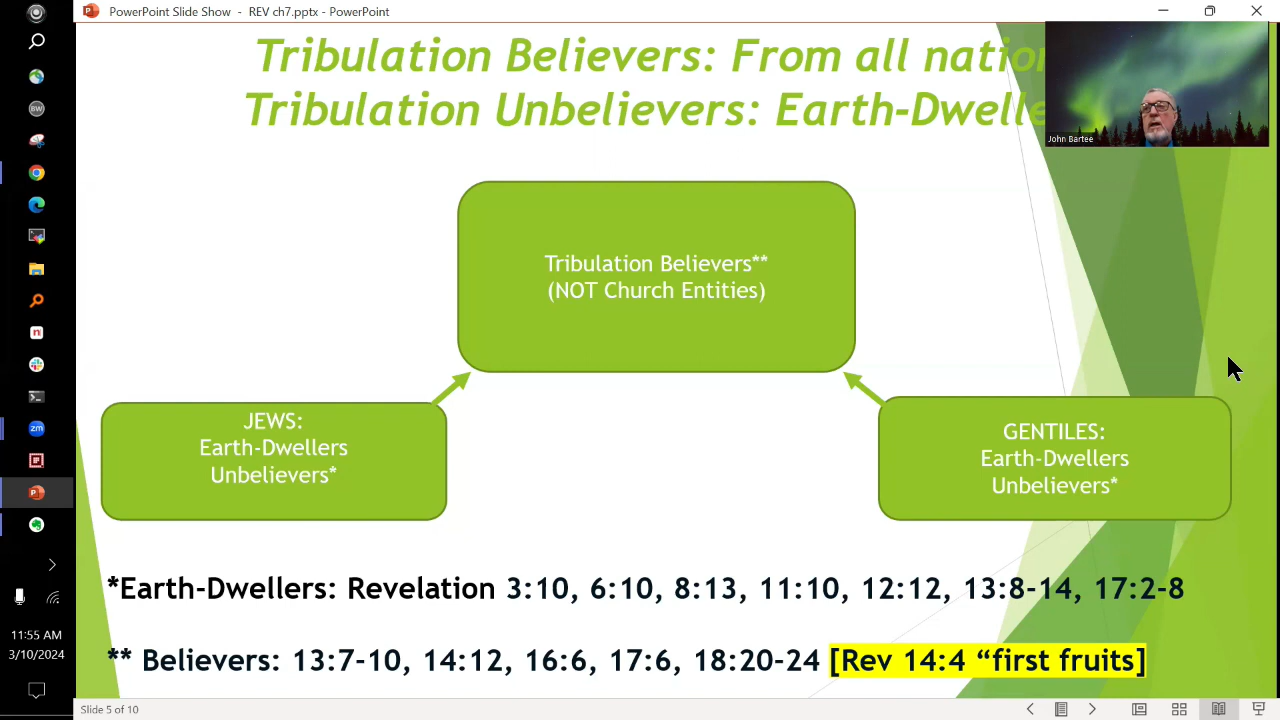 PowerPoint Slide Show - REV ch7.pptx - PowerPoint
Tribulation Believers: From all natio
Tribulation Unbelievers: Earth-Dwelle
John Bartee
BW
Tribulation Believers**
(NOT Church Entities)
JEWS:
Earth-Dwellers
Unbelievers*
GENTILES:
Earth-Dwellers
Unbelievers*
*Earth-Dwellers: Revelation 3:10, 6:10, 8:13, 11:10, 12:12, 13:8-14, 17:2-8
** Believers: 13:7-10, 14:12, 16:6, 17:6, 18:20-24 [Rev 14:4 “first fruits]
n
zm
11:55 AM
3/10/2024
Slide 5 of 10